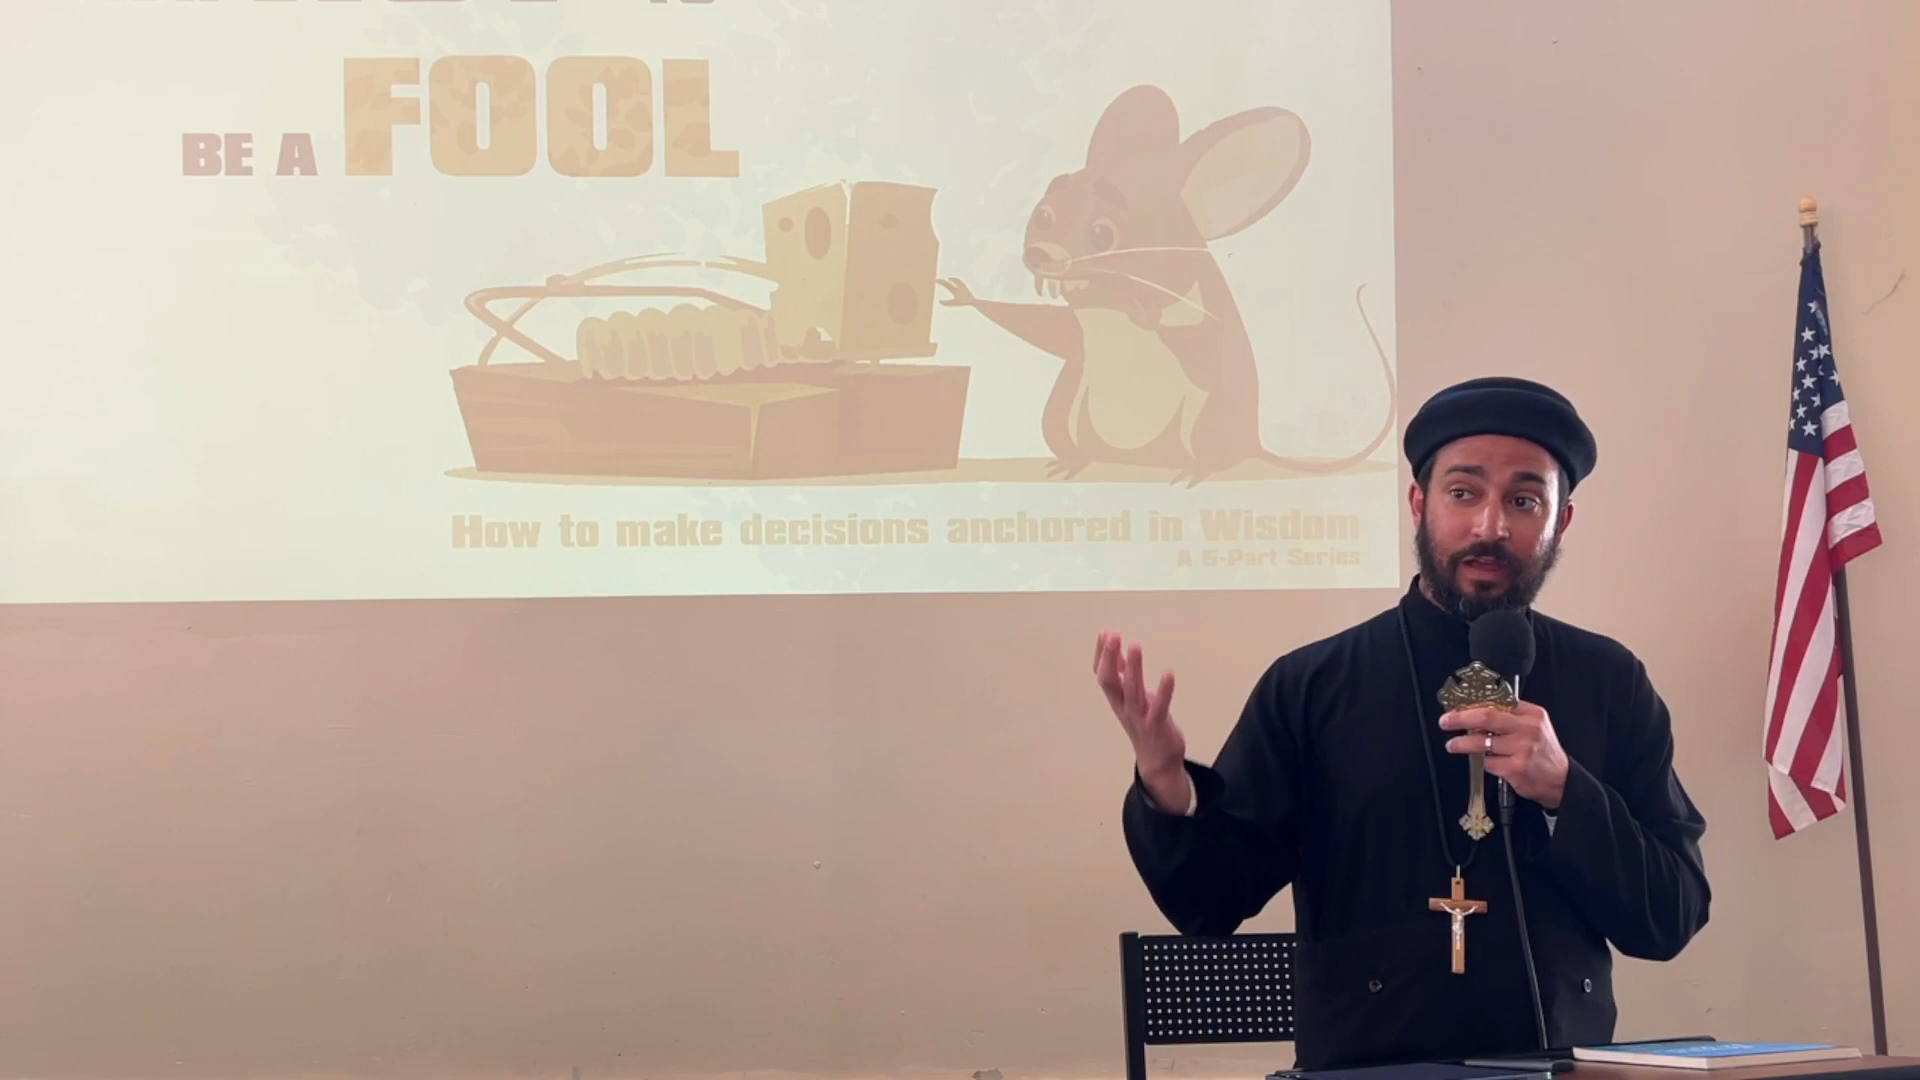 BE A FOOL
How to make decisions anchored in Wisdom
A 5-Part Series